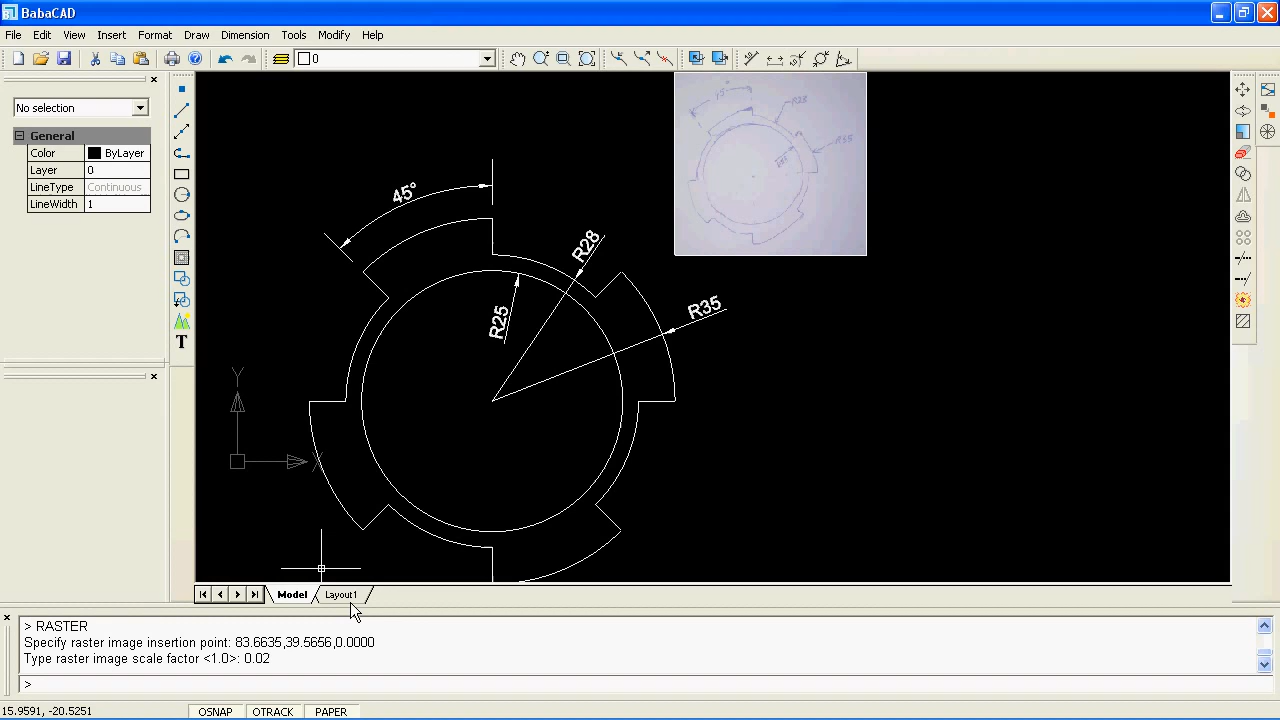 BabaCAD
File Edit View Insert Format Draw Dimension Tools Modify Help
0
No selection
General
Color ByLayer
Layer 0
LineType Continuous
LineWidth 1
T
45°
R28
R35
R25
Y
X
R28
R35
Model Layout1
> RASTER
Specify raster image insertion point: 83.6635,39.5656,0.0000
Type raster image scale factor <1.0>: 0.02
>
15.9591, -20.5251 OSNAP OTRACK PAPER